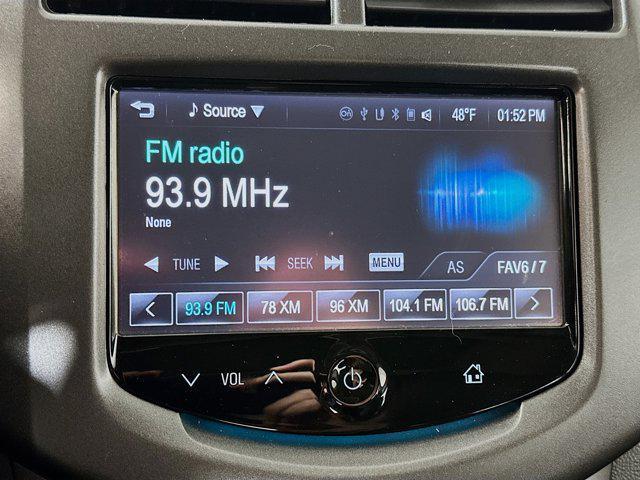 Source 48°F 01:52 PM
FM radio
93.9 MHz
None
TUNE SEEK MENU AS FAV6/7
93.9 FM 78 XM 96 XM 104.1 FM 106.7 FM
VOL